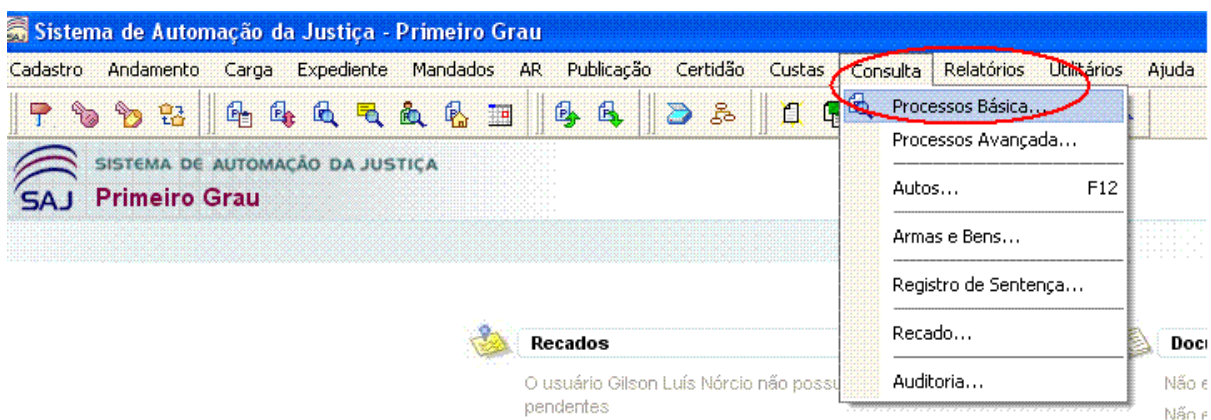 Sistema de Automação da Justiça - Primeiro Grau
Cadastro Andamento Carga Expediente Mandados AR Publicação Certidão Custas Consulta Relatórios Utilitários Ajuda
Processos Básica...
Processos Avançada...
SISTEMA DE AUTOMAÇÃO DA JUSTIÇA
SAJ Primeiro Grau
Autos... F12
Armas e Bens...
Registro de Sentença...
Recado...
Auditoria...
Recados
O usuário Gilson Luís Nórcio não possu
pendentes
Docu
Não e
Não e